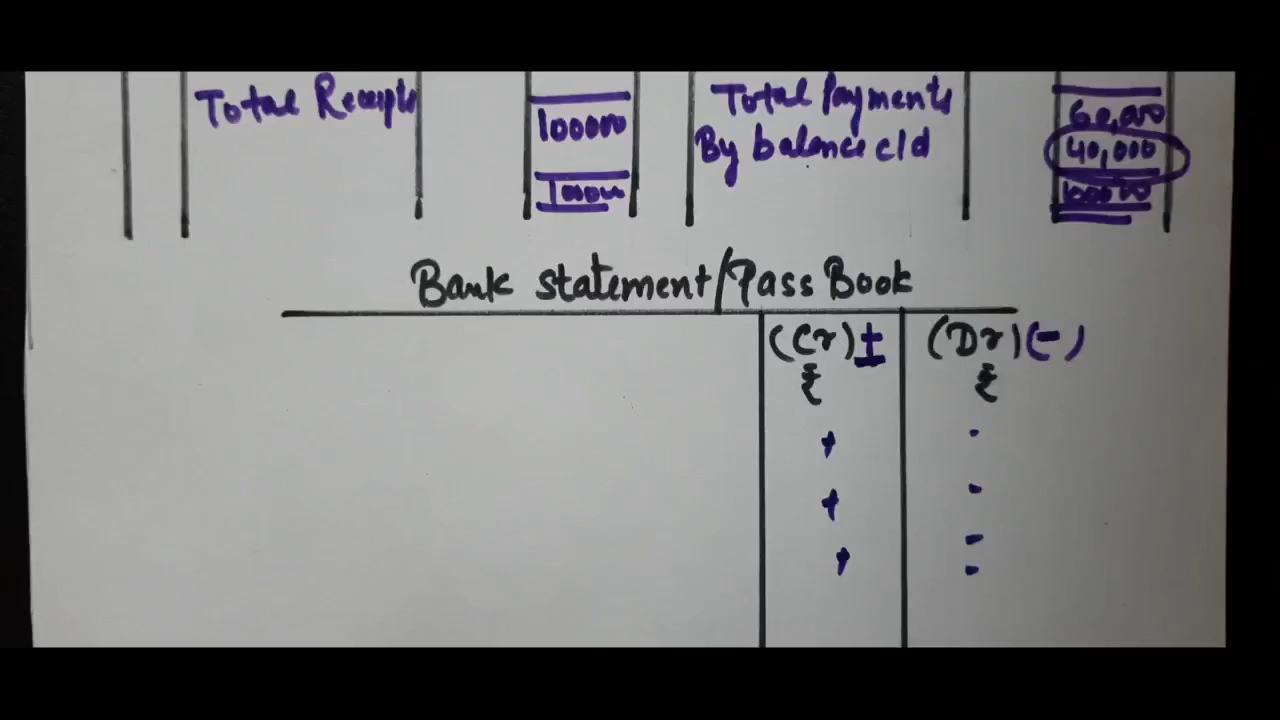 Total Receipts 100000 Total Payments 60,000
By balance c/d 40,000
100000 100000
Bank statement/Pass Book
(Cr) ± (Dr) (-)
₹ ₹
+ -
+ -
+ -
-